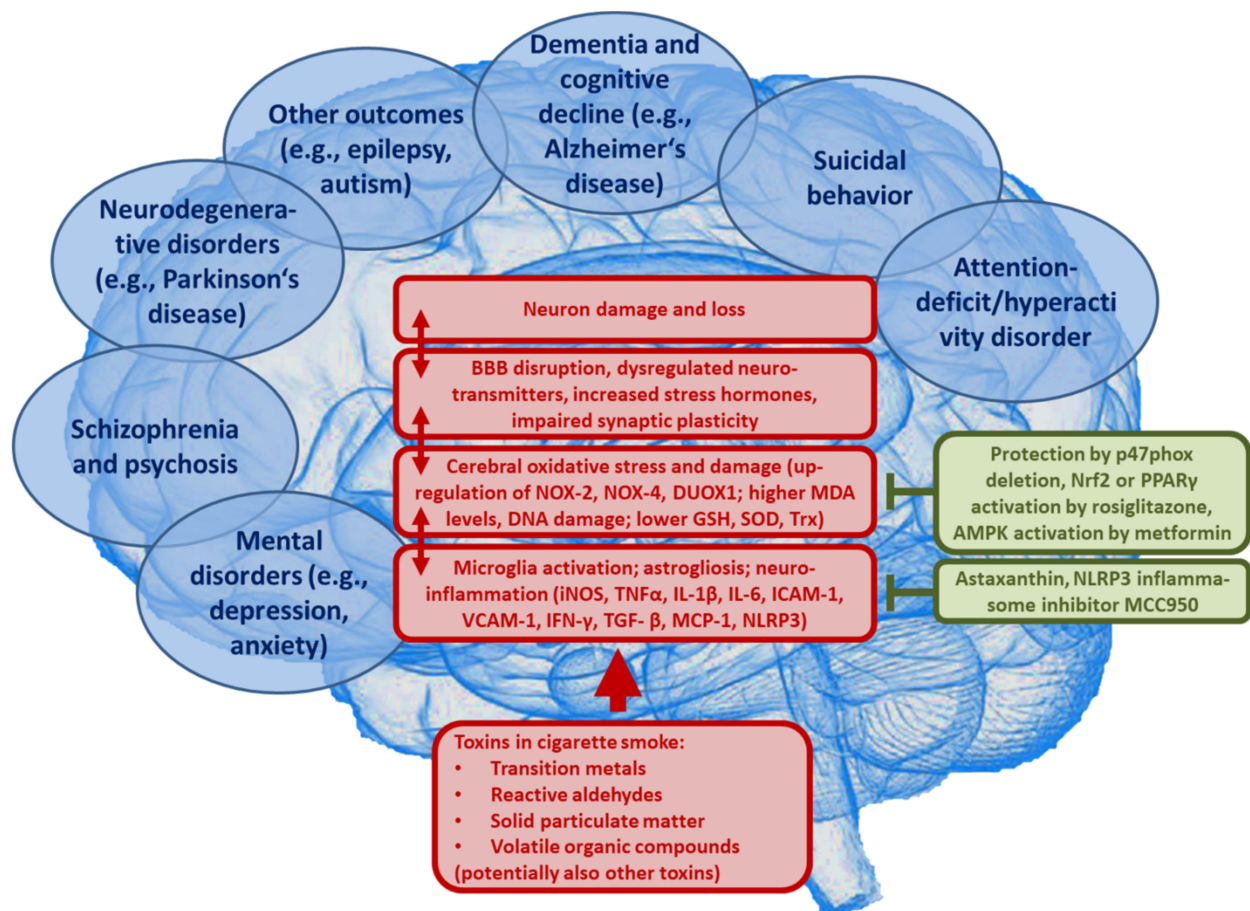 Dementia and
cognitive
decline (e.g.,
Alzheimer‘s
disease)
Other outcomes
(e.g., epilepsy,
autism)
Suicidal
behavior
Neurodegenera-
tive disorders
(e.g., Parkinson‘s
disease)
Attention-
deficit/hyperacti
vity disorder
Schizophrenia
and psychosis
Mental
disorders (e.g.,
depression,
anxiety)
Neuron damage and loss
BBB disruption, dysregulated neuro-
transmitters, increased stress hormones,
impaired synaptic plasticity
Cerebral oxidative stress and damage (up-
regulation of NOX-2, NOX-4, DUOX1; higher MDA
levels, DNA damage; lower GSH, SOD, Trx)
Protection by p47phox
deletion, Nrf2 or PPARγ
activation by rosiglitazone,
AMPK activation by metformin
Microglia activation; astrogliosis; neuro-
inflammation (iNOS, TNFα, IL-1β, IL-6, ICAM-1,
VCAM-1, IFN-γ, TGF- β, MCP-1, NLRP3)
Astaxanthin, NLRP3 inflamma-
some inhibitor MCC950
Toxins in cigarette smoke:
• Transition metals
• Reactive aldehydes
• Solid particulate matter
• Volatile organic compounds
(potentially also other toxins)